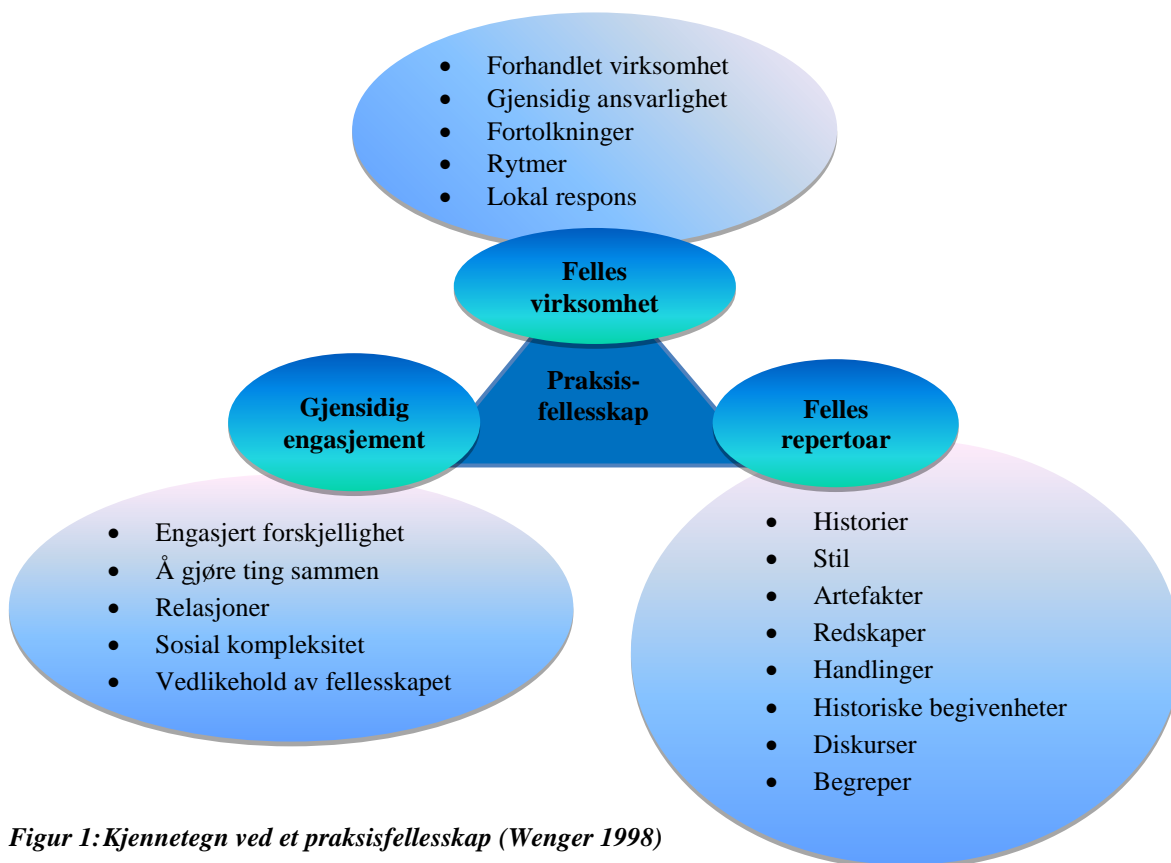 • Forhandlet virksomhet
• Gjensidig ansvarlighet
• Fortolkninger
• Rytmer
• Lokal respons
Felles
virksomhet
Praksis-
fellesskap
Gjensidig
engasjement
Felles
repertoar
• Engasjert forskjellighet
• Å gjøre ting sammen
• Relasjoner
• Sosial kompleksitet
• Vedlikehold av fellesskapet
• Historier
• Stil
• Artefakter
• Redskaper
• Handlinger
• Historiske begivenheter
• Diskurser
• Begreper
Figur 1:Kjennetegn ved et praksisfellesskap (Wenger 1998)